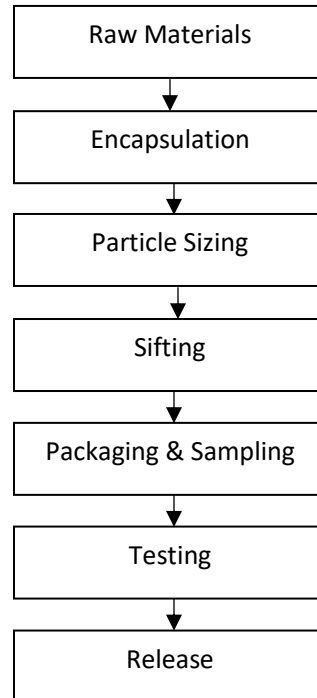 Raw Materials
Encapsulation
Particle Sizing
Sifting
Packaging & Sampling
Testing
Release